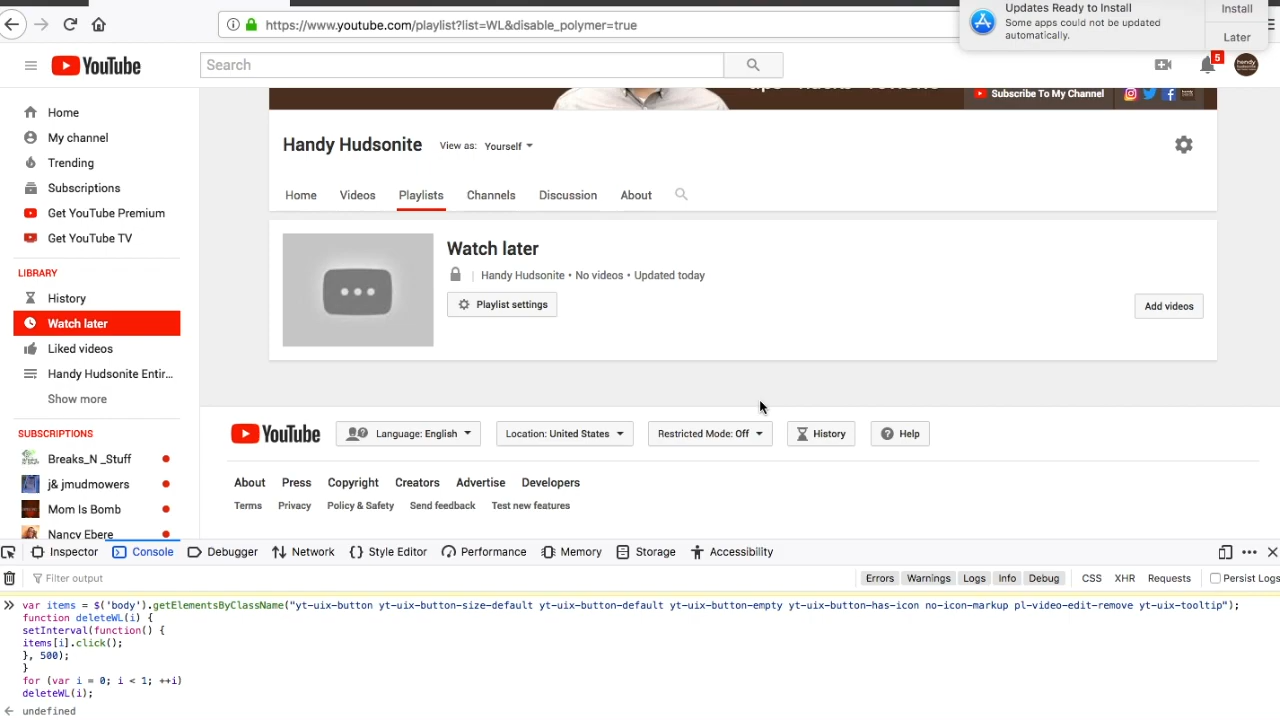 https://www.youtube.com/playlist?list=WL&disable_polymer=true
Updates Ready to Install
Some apps could not be updated
automatically.
Install
Later
YouTube
Search
5
Subscribe To My Channel
Home
My channel
Trending
Subscriptions
Get YouTube Premium
Get YouTube TV
LIBRARY
History
Watch later
Liked videos
Handy Hudsonite Entir...
Show more
SUBSCRIPTIONS
Breaks_N _Stuff
j& jmudmowers
Mom Is Bomb
Nancy Ebere
Handy Hudsonite View as: Yourself
Home Videos Playlists Channels Discussion About
Watch later
Handy Hudsonite • No videos • Updated today
Playlist settings
Add videos
YouTube Language: English Location: United States Restricted Mode: Off History Help
About Press Copyright Creators Advertise Developers
Terms Privacy Policy & Safety Send feedback Test new features
Inspector Console Debugger Network Style Editor Performance Memory Storage Accessibility
Filter output Errors Warnings Logs Info Debug CSS XHR Requests Persist Logs
var items = $('body').getElementsByClassName("yt-uix-button yt-uix-button-size-default yt-uix-button-default yt-uix-button-empty yt-uix-button-has-icon no-icon-markup pl-video-edit-remove yt-uix-tooltip");
function deleteWL(i) {
setInterval(function() {
items[i].click();
}, 500);
}
for (var i = 0; i < 1; ++i)
deleteWL(i);
undefined